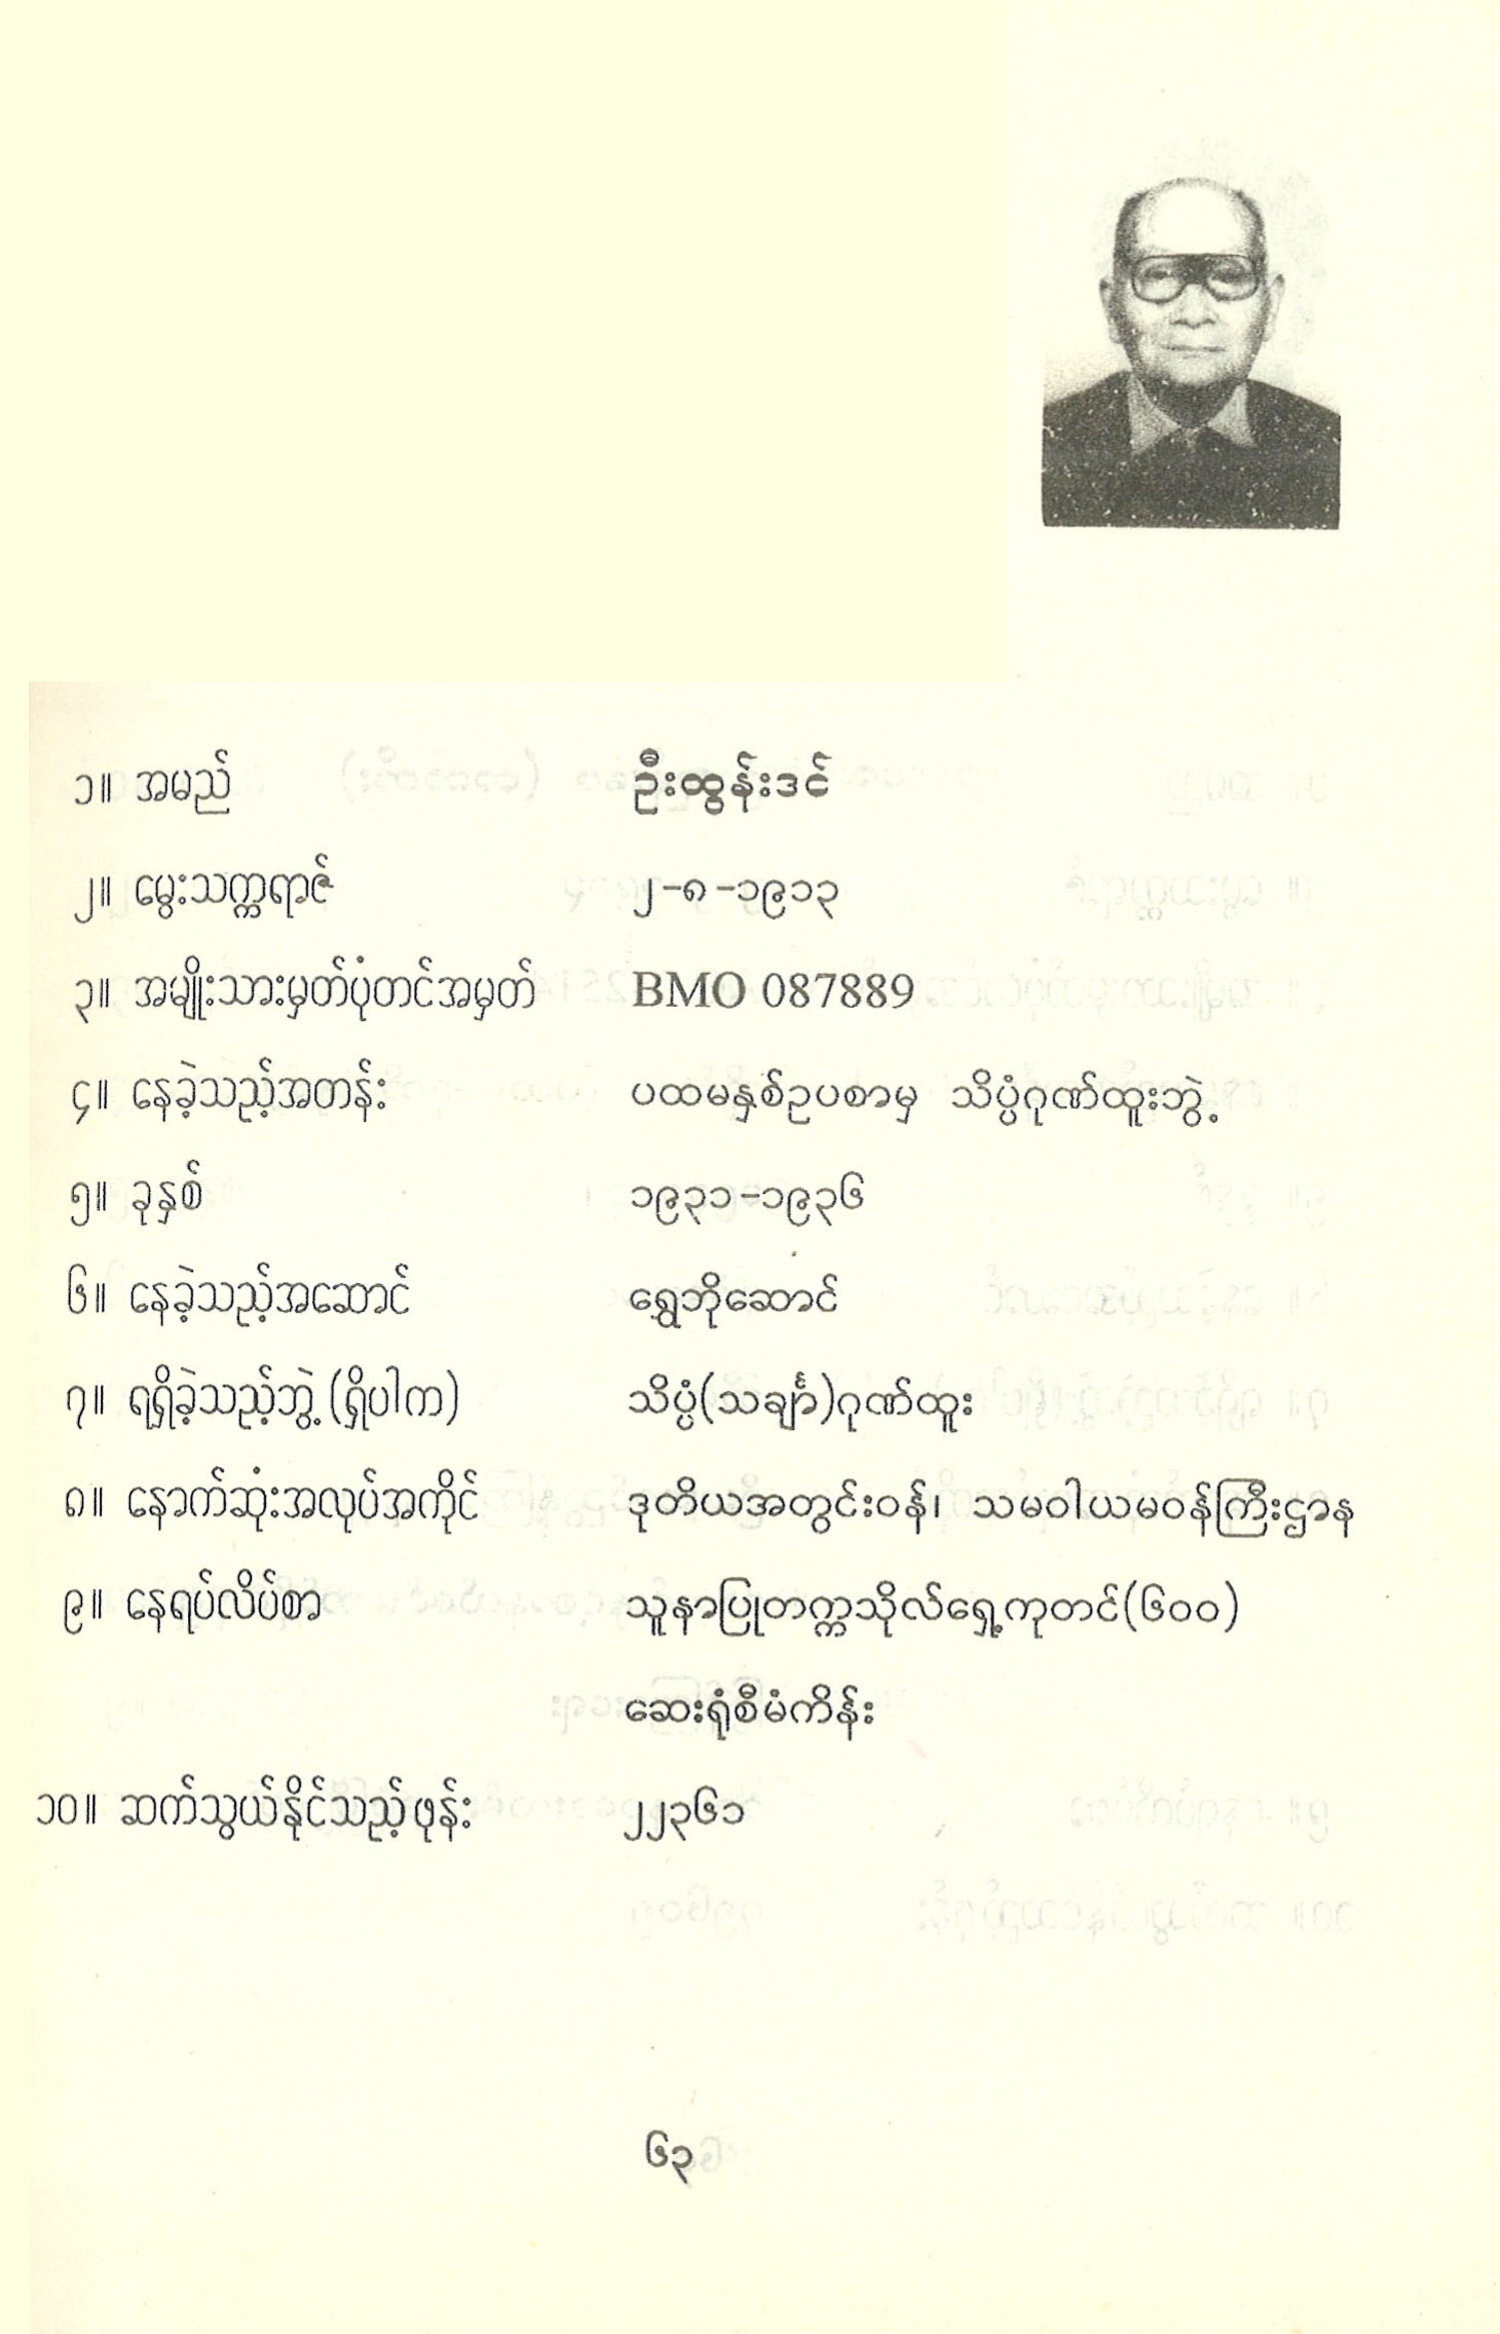 ၁။ အမည် ဦးထွန်းဒင်
၂။ မွေးသက္ကရာဇ် ၂-၈-၁၉၁၃
၃။ အမျိုးသားမှတ်ပုံတင်အမှတ် BMO 087889
၄။ နေခဲ့သည့်အတန်း ပထမနှစ်ဥပစာမှ သိပ္ပံဂုဏ်ထူးဘွဲ့
၅။ ခုနှစ် ၁၉၃၁-၁၉၃၆
၆။ နေခဲ့သည့်အဆောင် ရွှေဘိုဆောင်
၇။ ရရှိခဲ့သည့်ဘွဲ့(ရှိပါက) သိပ္ပံ(သင်္ချာ)ဂုဏ်ထူး
၈။ နောက်ဆုံးအလုပ်အကိုင် ဒုတိယအတွင်းဝန်၊ သမဝါယမဝန်ကြီးဌာန
၉။ နေရပ်လိပ်စာ သူနာပြုတက္ကသိုလ်ရှေ့ကုတင်(၆၀၀)
ဆေးရုံစီမံကိန်း
၁၀။ ဆက်သွယ်နိုင်သည့်ဖုန်း ၂၂၃၆၁
၆၃